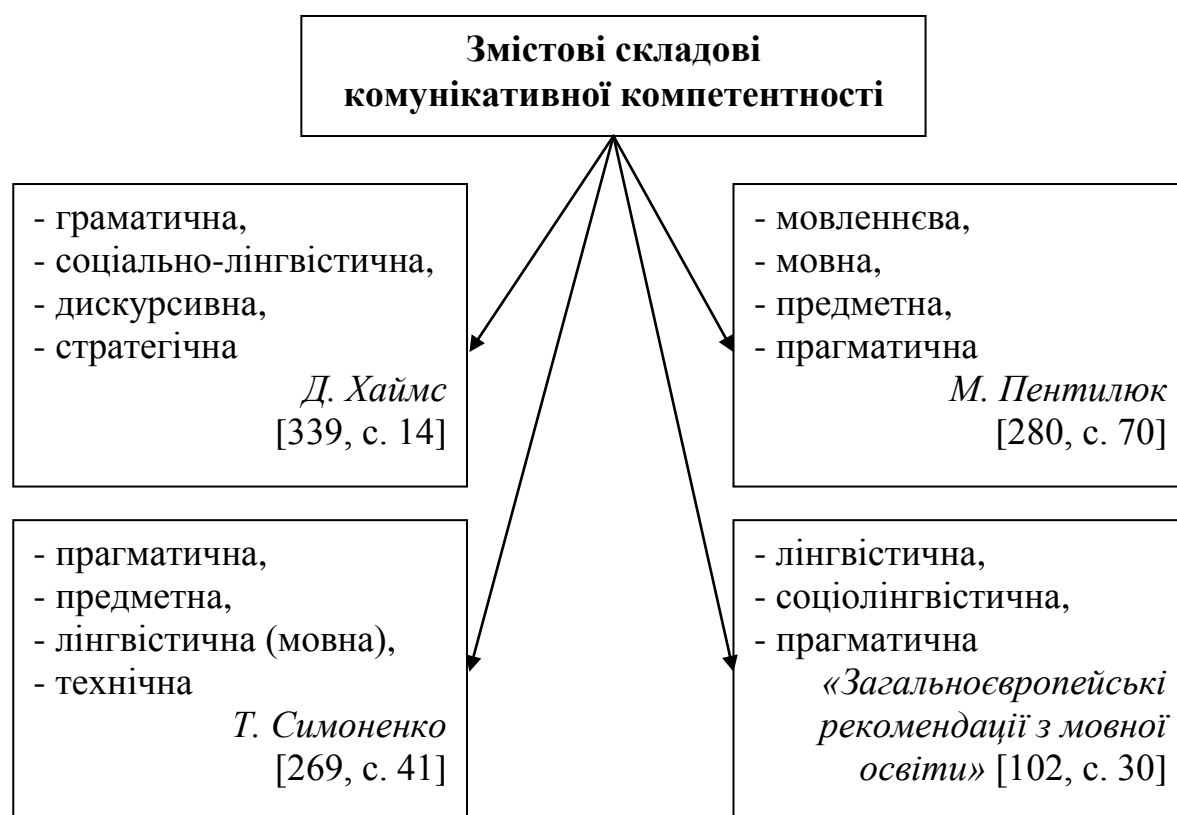 Змістові складові
комунікативної компетентності
- граматична,
- соціально-лінгвістична,
- дискурсивна,
- стратегічна
Д. Хаймс
[339, с. 14]
- мовленнєва,
- мовна,
- предметна,
- прагматична
М. Пентилюк
[280, с. 70]
- прагматична,
- предметна,
- лінгвістична (мовна),
- технічна
Т. Симоненко
[269, с. 41]
- лінгвістична,
- соціолінгвістична,
- прагматична
«Загальноєвропейські
рекомендації з мовної
освіти» [102, с. 30]